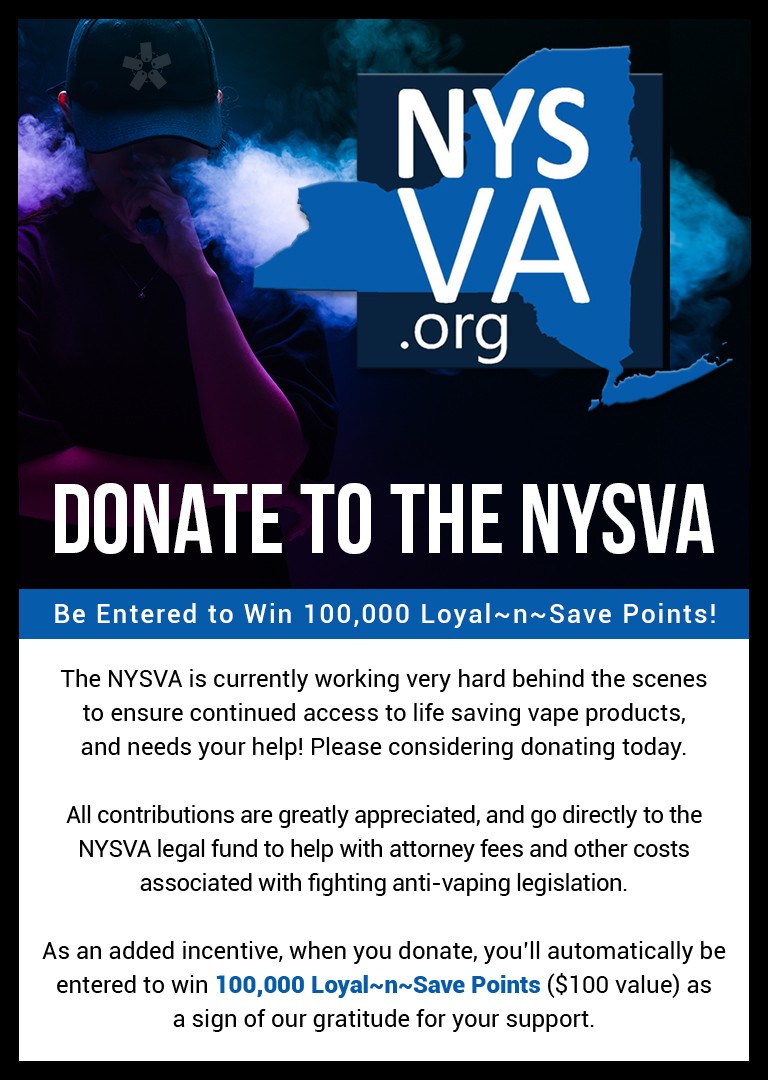 NYS
VA
.org
DONATE TO THE NYSVA
Be Entered to Win 100,000 Loyal~n~Save Points!
The NYSVA is currently working very hard behind the scenes
to ensure continued access to life saving vape products,
and needs your help! Please considering donating today.
All contributions are greatly appreciated, and go directly to the
NYSVA legal fund to help with attorney fees and other costs
associated with fighting anti-vaping legislation.
As an added incentive, when you donate, you'll automatically be
entered to win 100,000 Loyal~n~Save Points ($100 value) as
a sign of our gratitude for your support.